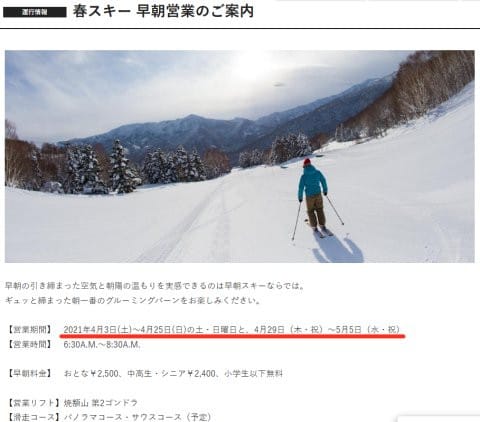 運行情報 春スキー 早朝営業のご案内
早朝の引き締まった空気と朝陽の温もりを実感できるのは早朝スキーならでは。
ギュッと締まった朝一番のグルーミングバーンをお楽しみください。
【営業期間】 2021年4月3日(土)～4月25日(日)の土・日曜日と、4月29日（木・祝）～5月5日（水・祝）
【営業時間】 6:30A.M.～8:30A.M.
【早朝料金】 おとな￥2,500、中高生・シニア￥2,400、小学生以下無料
【営業リフト】焼額山 第2ゴンドラ
【滑走コース】パノラマコース・サウスコース（予定）